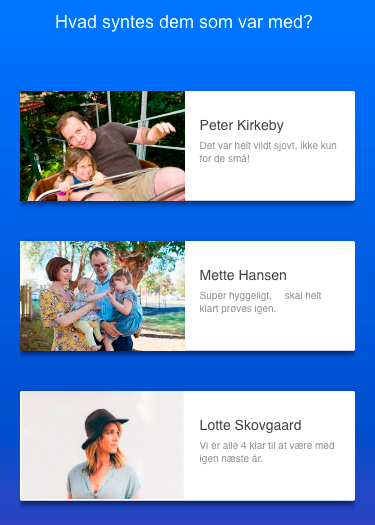 Hvad syntes dem som var med?
Peter Kirkeby
Det var helt vildt sjovt, ikke kun
for de små!
Mette Hansen
Super hyggeligt, skal helt
klart prøves igen.
Lotte Skovgaard
Vi er alle 4 klar til at være med
igen næste år.